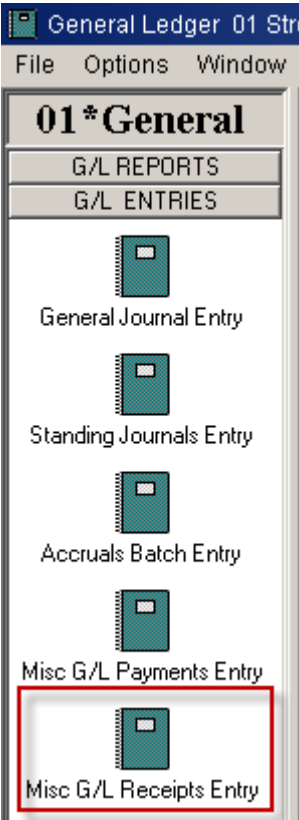 General Ledger 01 Str
File Options Window
01*General
G/L REPORTS
G/L ENTRIES
General Journal Entry
Standing Journals Entry
Accruals Batch Entry
Misc G/L Payments Entry
Misc G/L Receipts Entry